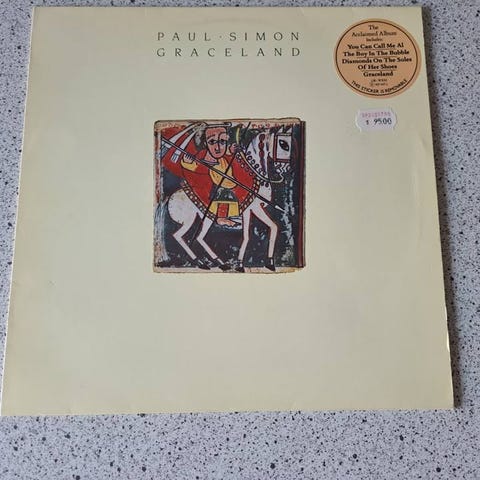 PAUL · SIMON
GRACELAND
The
Acclaimed Album
Includes:
You Can Call Me Al
The Boy In The Bubble
Diamonds On The Soles
Of Her Shoes
Graceland
THIS STICKER IS REMOVABLE
95.00